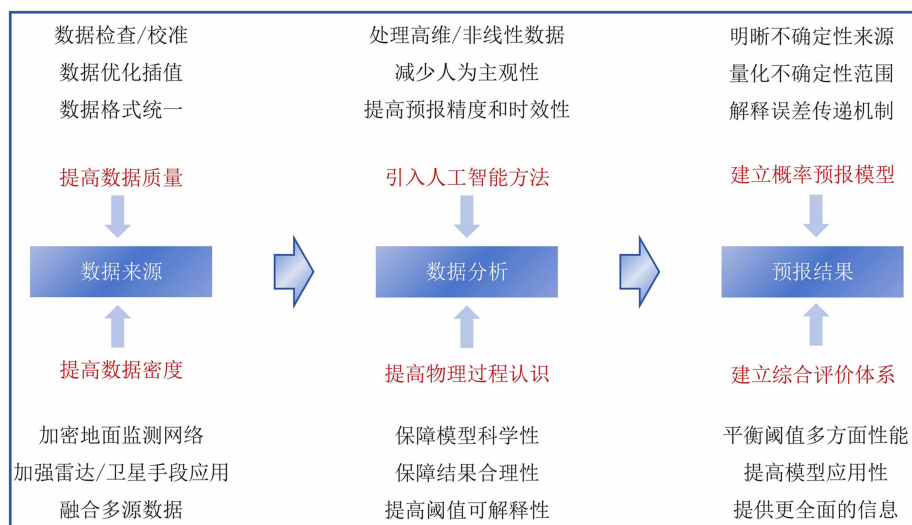 数据检查/校准
数据优化插值
数据格式统一
提高数据质量
数据来源
提高数据密度
加密地面监测网络
加强雷达/卫星手段应用
融合多源数据
处理高维/非线性数据
减少人为主观性
提高预报精度和时效性
引入人工智能方法
数据分析
提高物理过程认识
保障模型科学性
保障结果合理性
提高阈值可解释性
明晰不确定性来源
量化不确定性范围
解释误差传递机制
建立概率预报模型
预报结果
建立综合评价体系
平衡阈值多方面性能
提高模型应用性
提供更全面的信息